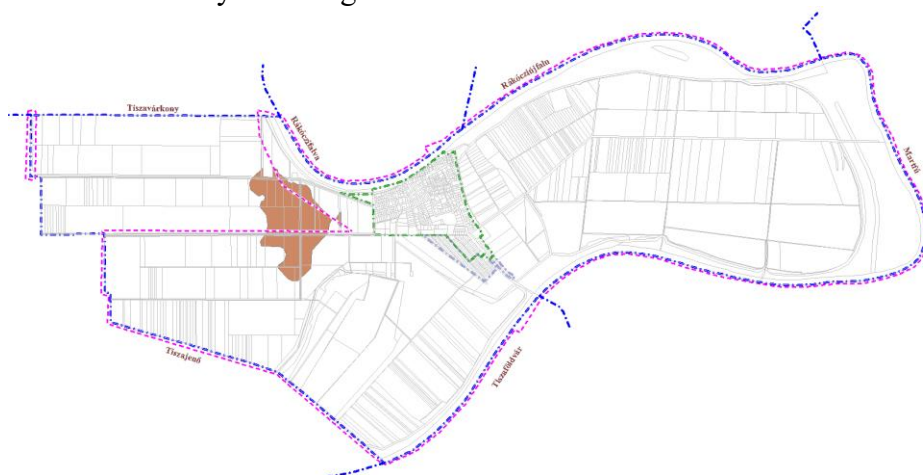 Rákócziújfalu
Tiszavárkony
Rákóczifalva
Martfű
Tiszajenő
Tiszaföldvár